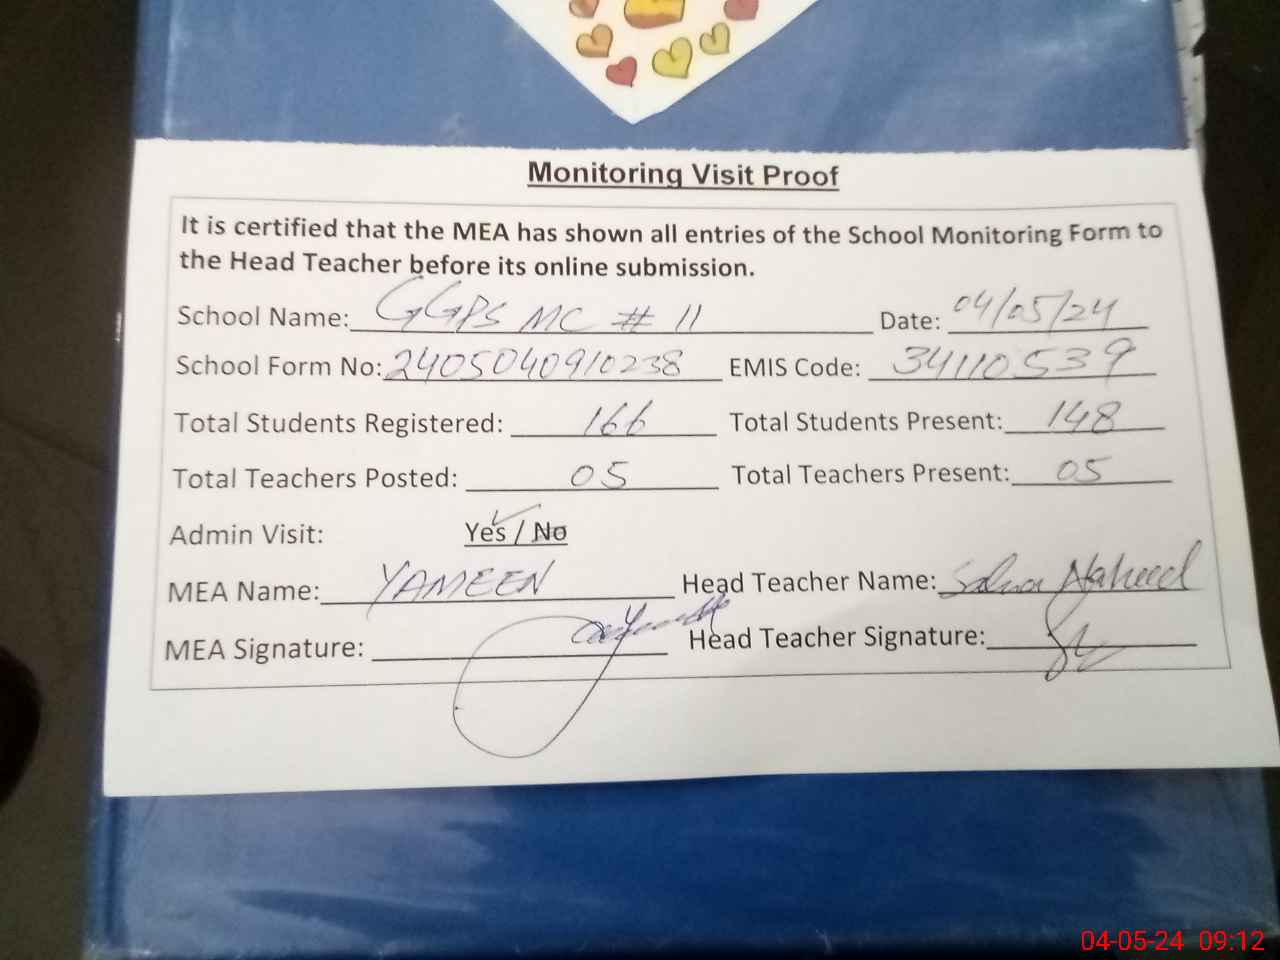 Monitoring Visit Proof
It is certified that the MEA has shown all entries of the School Monitoring Form to
the Head Teacher before its online submission.
School Name: GGPS MC # 11 Date: 04/05/24
School Form No: 2405040910238 EMIS Code: 34110539
Total Students Registered: 166 Total Students Present: 148
Total Teachers Posted: 05 Total Teachers Present: 05
Admin Visit: Yes / No
MEA Name: YAMEEN Head Teacher Name: Naheed
MEA Signature: Head Teacher Signature:
04-05-24 09:12